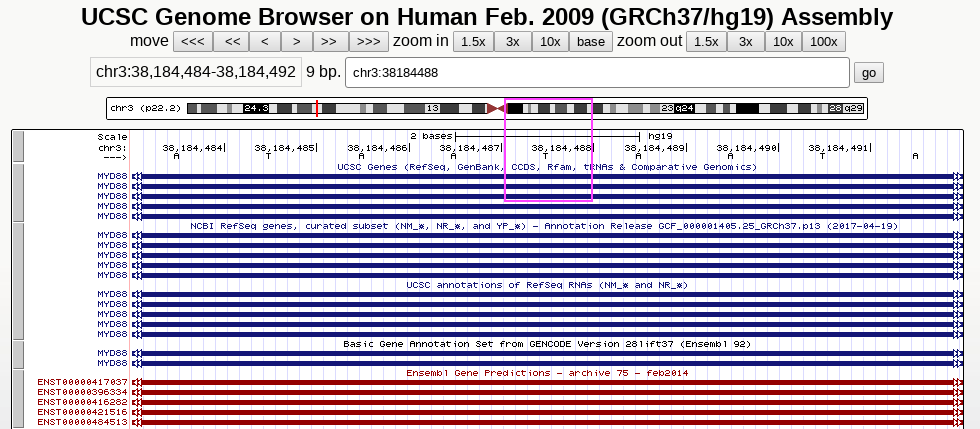 UCSC Genome Browser on Human Feb. 2009 (GRCh37/hg19) Assembly
move <<< << < > >> >>> zoom in 1.5x 3x 10x base zoom out 1.5x 3x 10x 100x
chr3:38,184,484-38,184,492 9 bp. chr3:38184488 go
chr3 (p22.2) 24.3 13 23 q24 28 q29
Scale 2 bases hg19
chr3: 38,184,484 38,184,485 38,184,486 38,184,487 38,184,488 38,184,489 38,184,490 38,184,491
---> A T A A T A A T A
UCSC Genes (RefSeq, GenBank, CCDS, Rfam, tRNAs & Comparative Genomics)
MYD88
MYD88
MYD88
MYD88
MYD88
NCBI RefSeq genes, curated subset (NM_*, NR_*, and YP_*) - Annotation Release GCF_000001405.25_GRCh37.p13 (2017-04-19)
MYD88
MYD88
MYD88
MYD88
MYD88
UCSC annotations of RefSeq RNAs (NM_* and NR_*)
MYD88
MYD88
MYD88
MYD88
MYD88
Basic Gene Annotation Set from GENCODE Version 28lift37 (Ensembl 92)
MYD88
MYD88
Ensembl Gene Predictions - archive 75 - feb2014
ENST00000417037
ENST00000396334
ENST00000416282
ENST00000421516
ENST00000484513